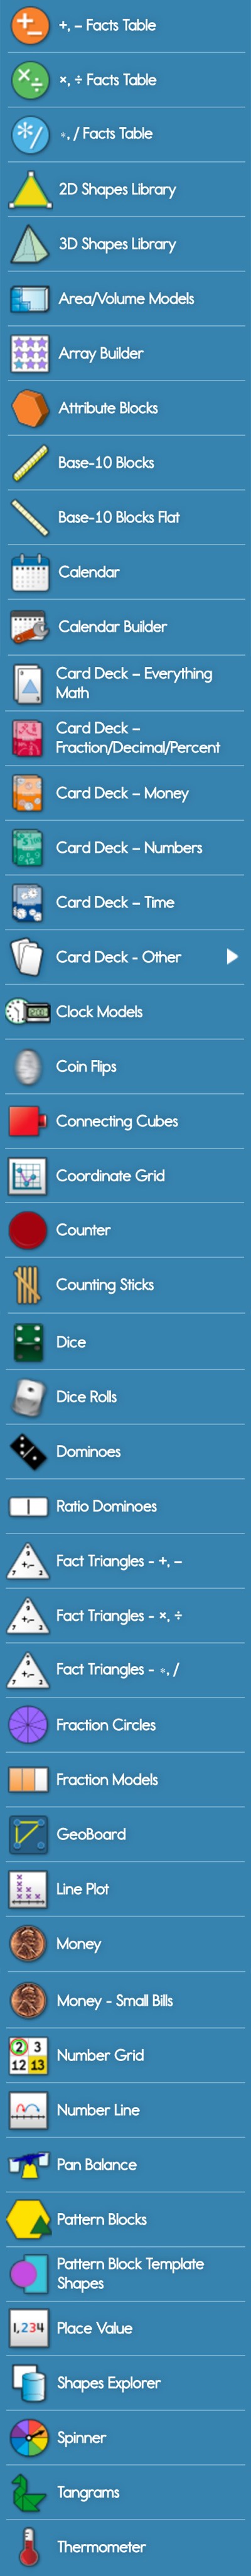 +, – Facts Table
×, ÷ Facts Table
*, / Facts Table
2D Shapes Library
3D Shapes Library
Area/Volume Models
Array Builder
Attribute Blocks
Base-10 Blocks
Base-10 Blocks Flat
Calendar
Calendar Builder
Card Deck – Everything
Math
Card Deck –
Fraction/Decimal/Percent
Card Deck – Money
Card Deck – Numbers
Card Deck – Time
Card Deck - Other
Clock Models
Coin Flips
Connecting Cubes
Coordinate Grid
Counter
Counting Sticks
Dice
Dice Rolls
Dominoes
Ratio Dominoes
Fact Triangles - +, –
Fact Triangles - ×, ÷
Fact Triangles - *, /
Fraction Circles
Fraction Models
GeoBoard
Line Plot
Money
Money - Small Bills
2 3
Number Grid
12 13
Number Line
Pan Balance
Pattern Blocks
Pattern Block Template
Shapes
1,234 Place Value
Shapes Explorer
Spinner
Tangrams
Thermometer